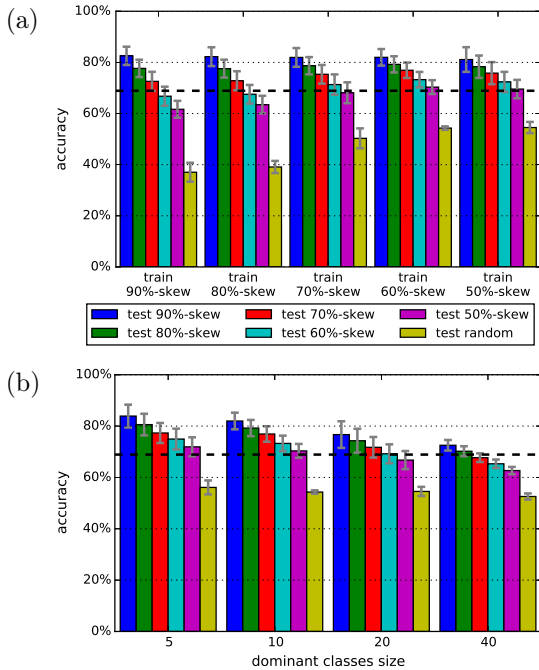 (a)
100%
80%
60%
40%
20%
0%
accuracy
train 90%-skew
train 80%-skew
train 70%-skew
train 60%-skew
train 50%-skew
test 90%-skew
test 70%-skew
test 50%-skew
test 80%-skew
test 60%-skew
test random
(b)
100%
80%
60%
40%
20%
0%
accuracy
5
10
20
40
dominant classes size